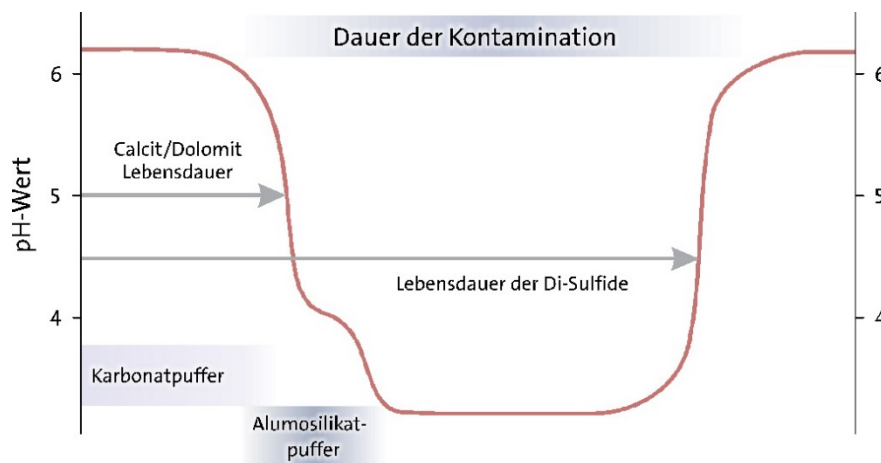 Dauer der Kontamination
6
6
Calcit/Dolomit
Lebensdauer
5
5
pH-Wert
Lebensdauer der Di-Sulfide
4
4
Karbonatpuffer
Alumosilikat-
puffer